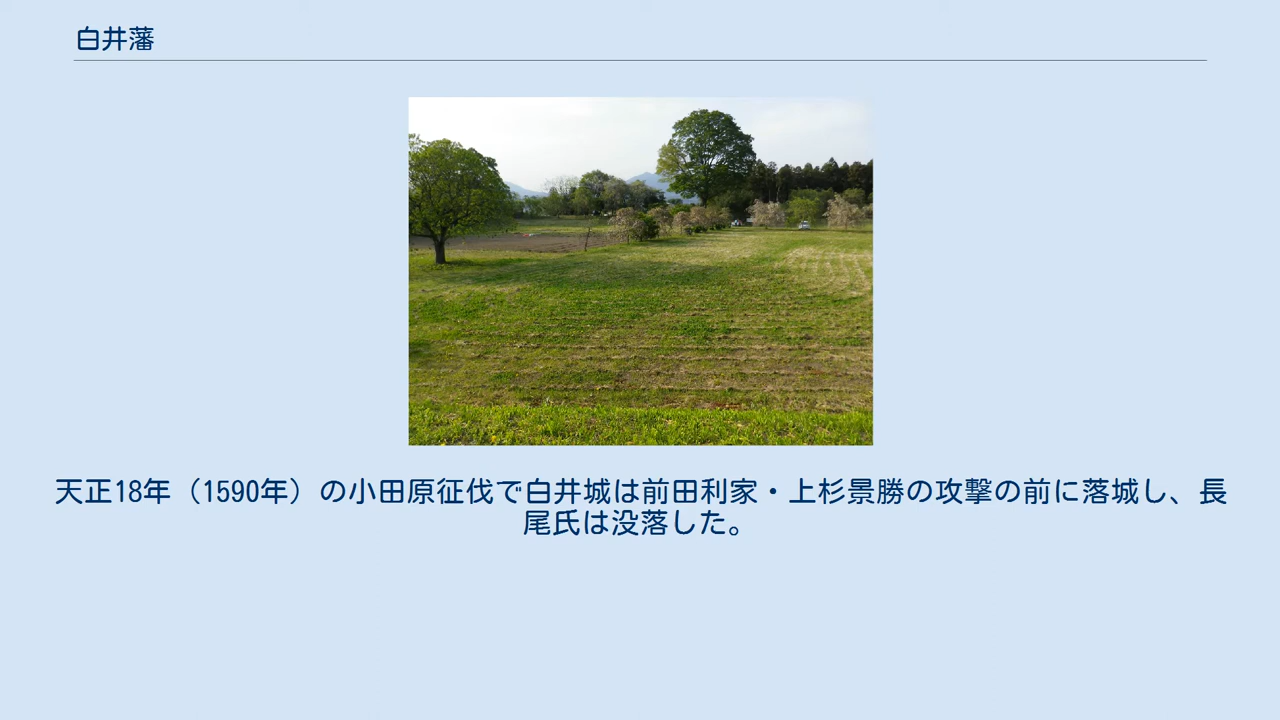 白井藩
天正18年（1590年）の小田原征伐で白井城は前田利家・上杉景勝の攻撃の前に落城し、長
尾氏は没落した。